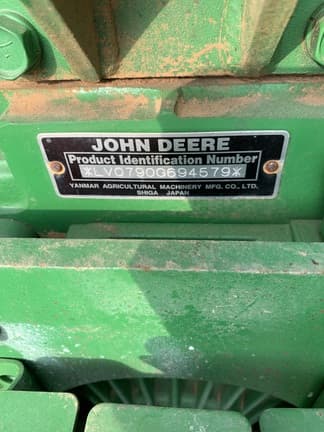 JOHN DEERE
Product Identification Number
*LV0790G694579*
YANMAR AGRICULTURAL MACHINERY MFG. CO., LTD.
SHIGA JAPAN